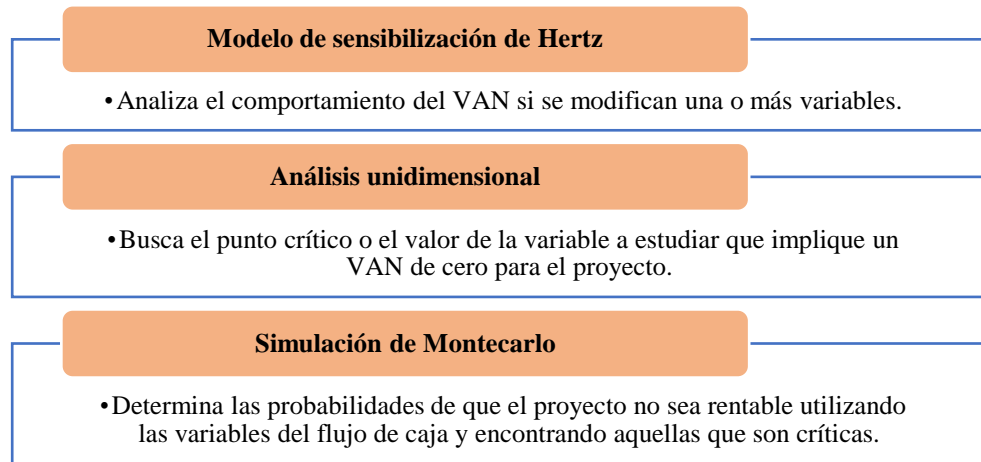 Modelo de sensibilización de Hertz
•Analiza el comportamiento del VAN si se modifican una o más variables.
Análisis unidimensional
•Busca el punto crítico o el valor de la variable a estudiar que implique un
VAN de cero para el proyecto.
Simulación de Montecarlo
•Determina las probabilidades de que el proyecto no sea rentable utilizando
las variables del flujo de caja y encontrando aquellas que son críticas.